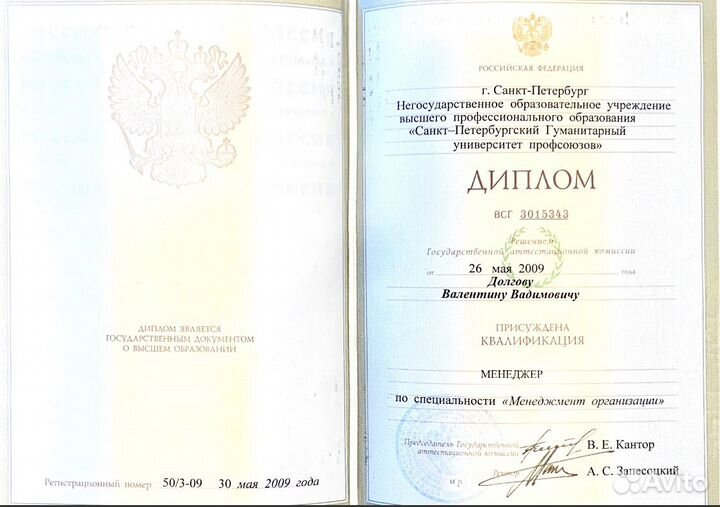 ДИПЛОМ ЯВЛЯЕТСЯ
ГОСУДАРСТВЕННЫМ ДОКУМЕНТОМ
О ВЫСШЕМ ОБРАЗОВАНИИ
Регистрационный номер 50/3-09 30 мая 2009 года
РОССИЙСКАЯ ФЕДЕРАЦИЯ
г. Санкт-Петербург
Негосударственное образовательное учреждение
высшего профессионального образования
«Санкт–Петербургский Гуманитарный
университет профсоюзов»
ДИПЛОМ
ВСГ 3015343
Решением
Государственной аттестационной комиссии
от 26 мая 2009 года
Долгову
Валентину Вадимовичу
ПРИСУЖДЕНА
КВАЛИФИКАЦИЯ
МЕНЕДЖЕР
по специальности «Менеджмент организации»
Председатель Государственной
аттестационной комиссии В. Е. Кантор
Ректор А. С. Запесоцкий
м р
Avito